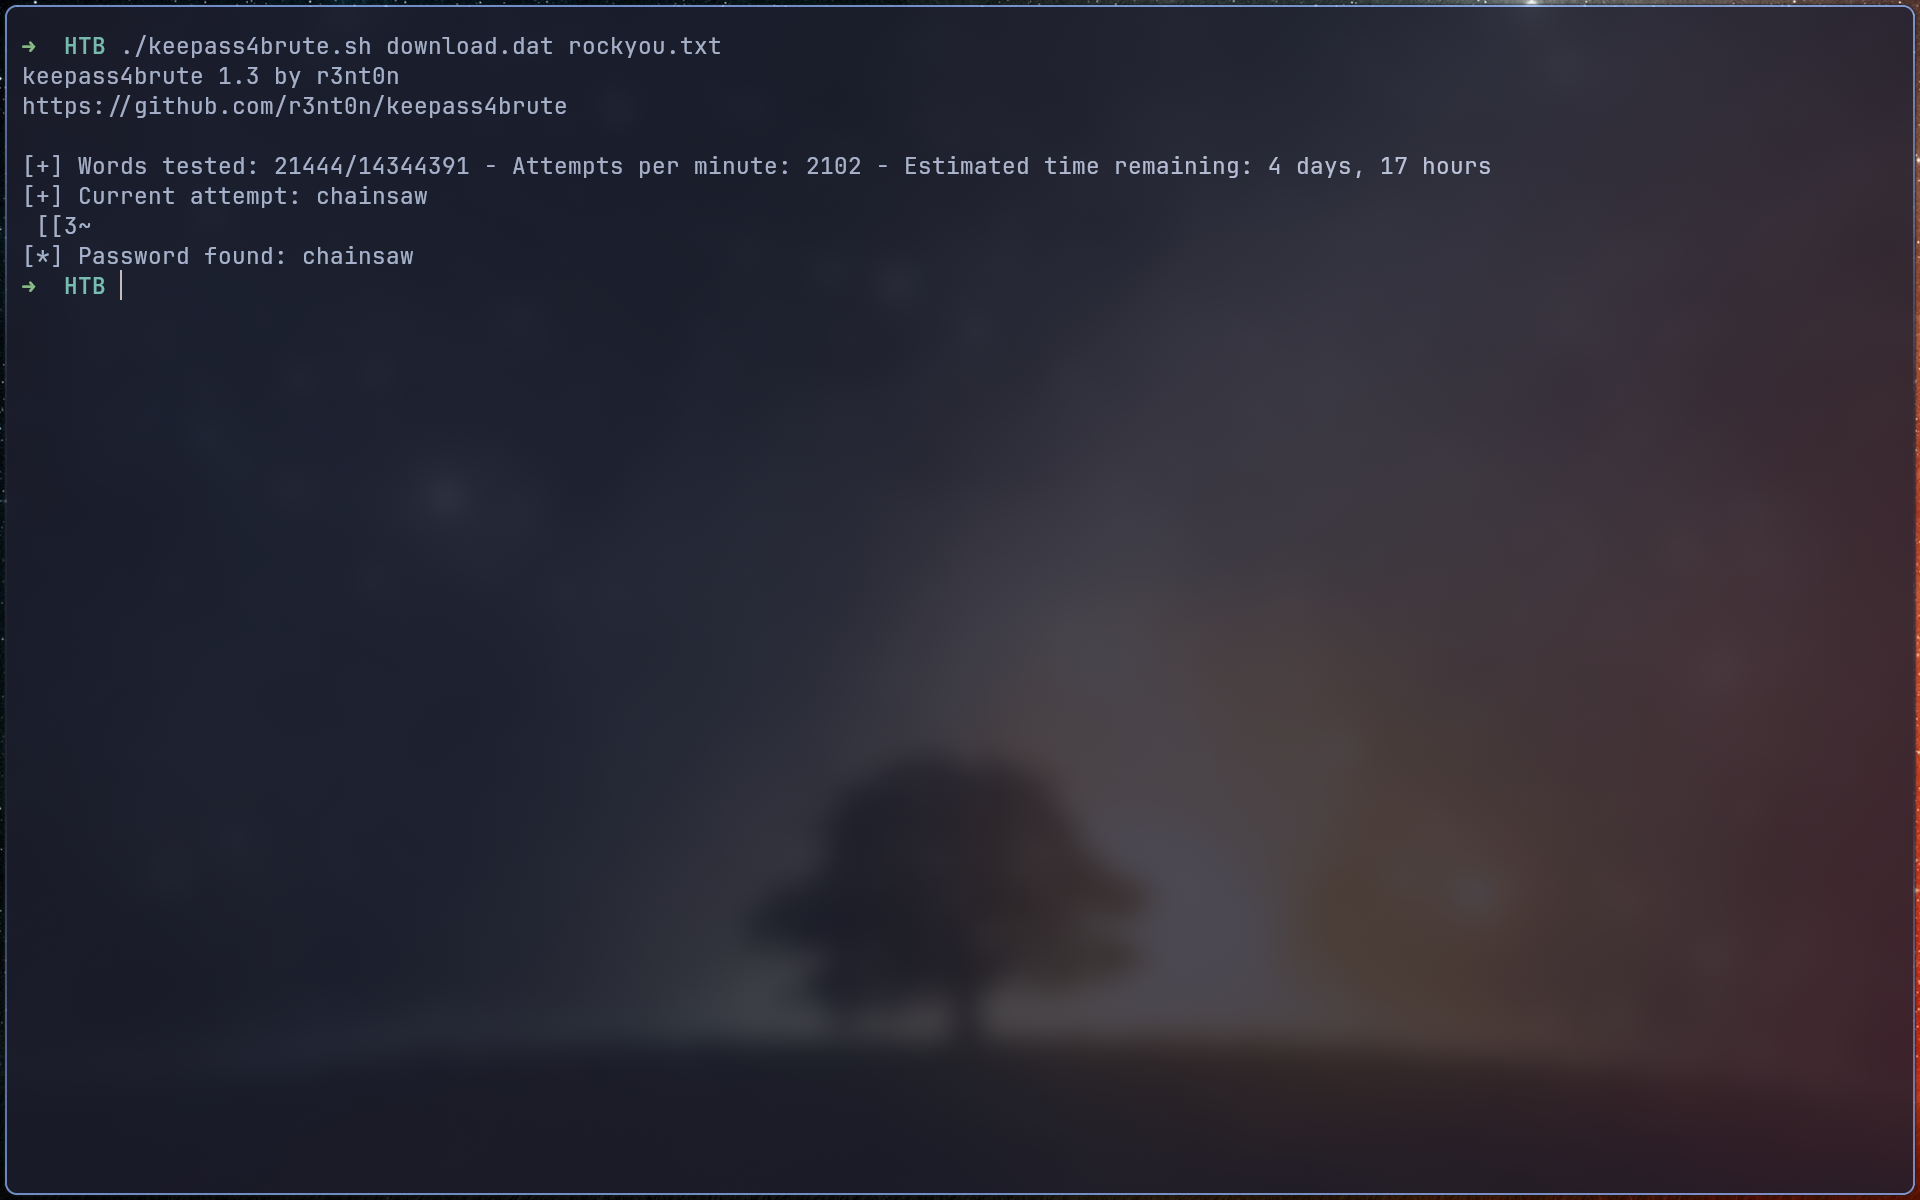 ➜  HTB ./keepass4brute.sh download.dat rockyou.txt
keepass4brute 1.3 by r3nt0n
https://github.com/r3nt0n/keepass4brute
[+] Words tested: 21444/14344391 - Attempts per minute: 2102 - Estimated time remaining: 4 days, 17 hours
[+] Current attempt: chainsaw
[[3~
[*] Password found: chainsaw
➜  HTB